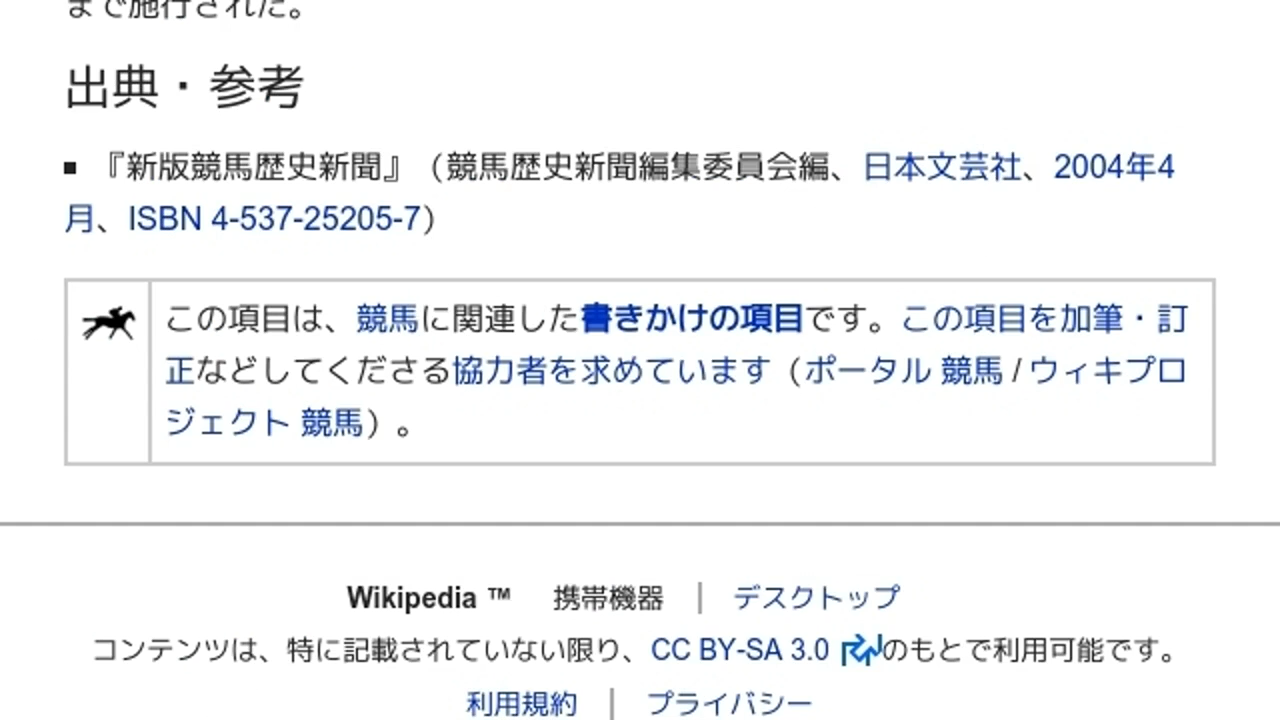 まで施行された。
出典・参考
▪ 『新版競馬歴史新聞』（競馬歴史新聞編集委員会編、日本文芸社、2004年4
月、ISBN 4-537-25205-7）
この項目は、競馬に関連した書きかけの項目です。この項目を加筆・訂
正などしてくださる協力者を求めています（ポータル 競馬 / ウィキプロ
ジェクト 競馬）。
Wikipedia ™ 携帯機器 | デスクトップ
コンテンツは、特に記載されていない限り、CC BY-SA 3.0 のもとで利用可能です。
利用規約 | プライバシー